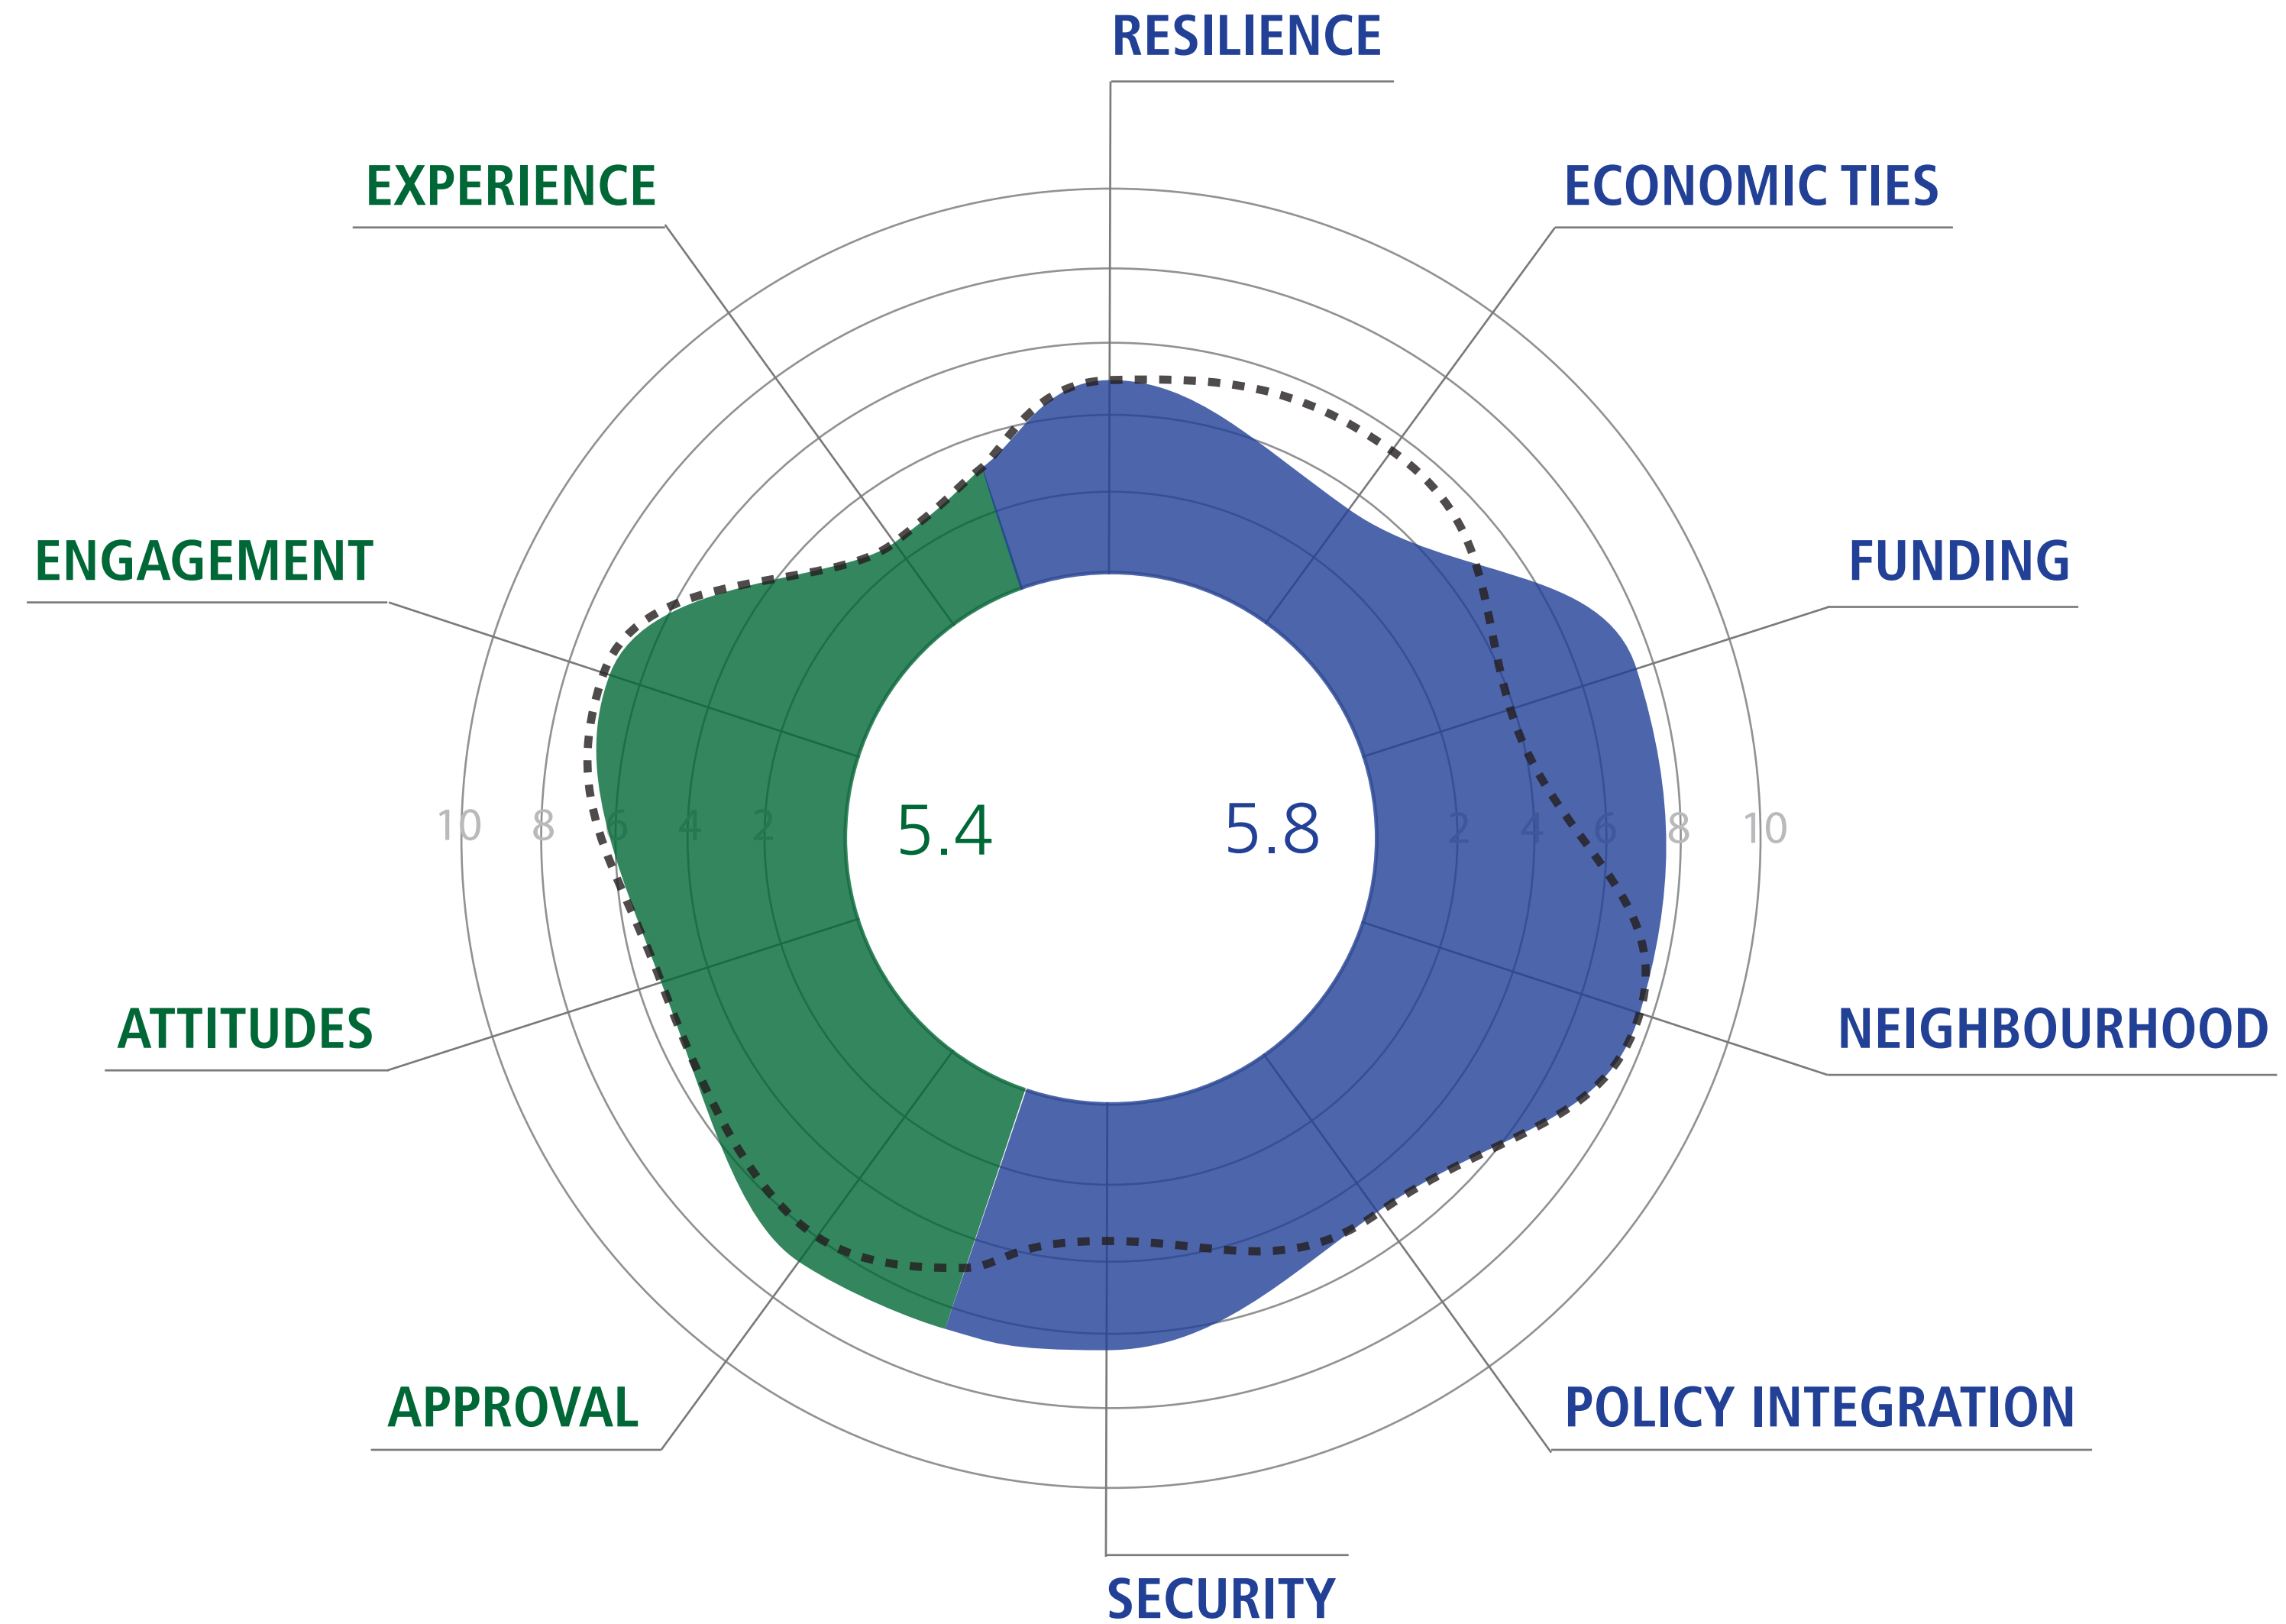 RESILIENCE
EXPERIENCE
ECONOMIC TIES
ENGAGEMENT
FUNDING
10 8 6 4 2 5.4 5.8 2 4 6 8 10
ATTITUDES
NEIGHBOURHOOD
APPROVAL
POLICY INTEGRATION
SECURITY